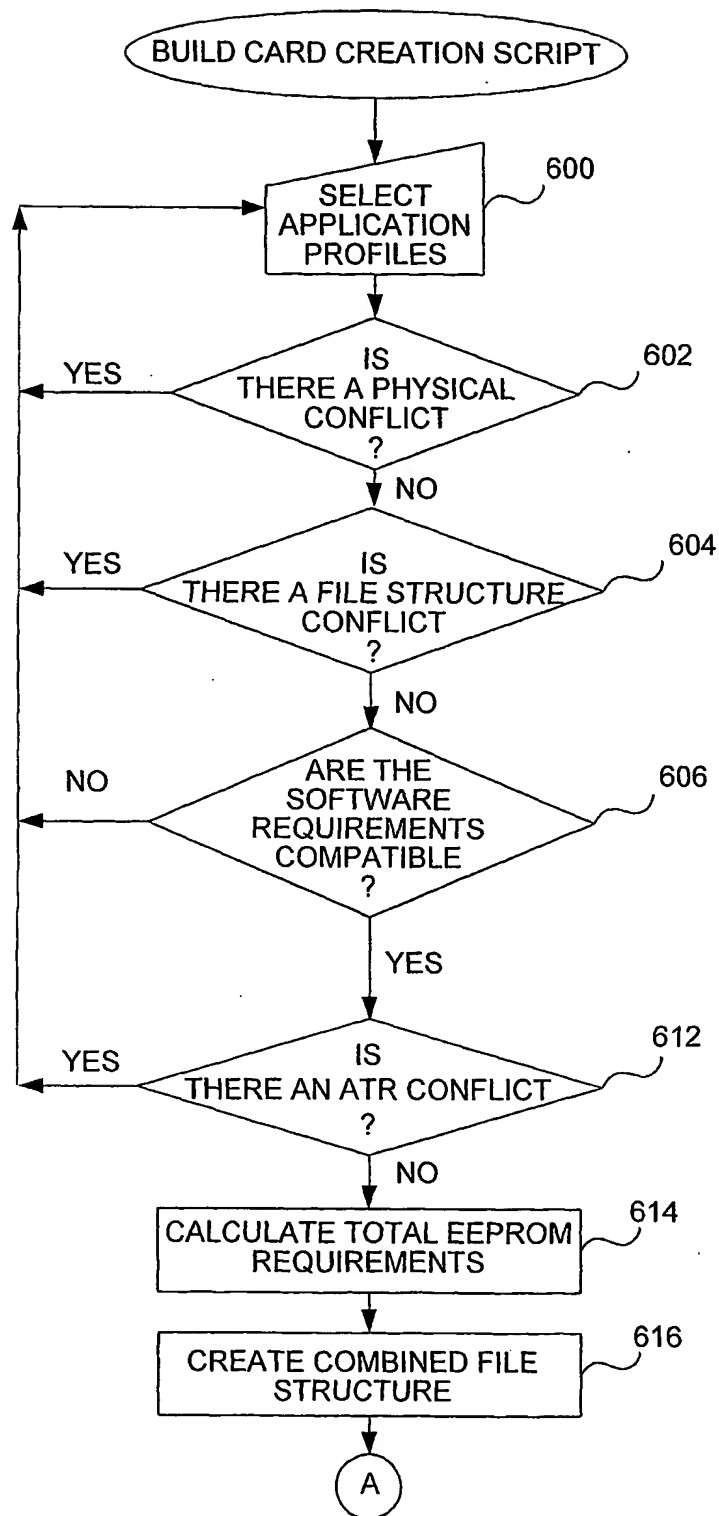 BUILD CARD CREATION SCRIPT
600
SELECT
APPLICATION
PROFILES
602
IS
THERE A PHYSICAL
CONFLICT
?
YES
NO
604
IS
THERE A FILE STRUCTURE
CONFLICT
?
YES
NO
606
ARE THE
SOFTWARE
REQUIREMENTS
COMPATIBLE
?
NO
YES
612
IS
THERE AN ATR CONFLICT
?
YES
NO
614
CALCULATE TOTAL EEPROM
REQUIREMENTS
616
CREATE COMBINED FILE
STRUCTURE
A